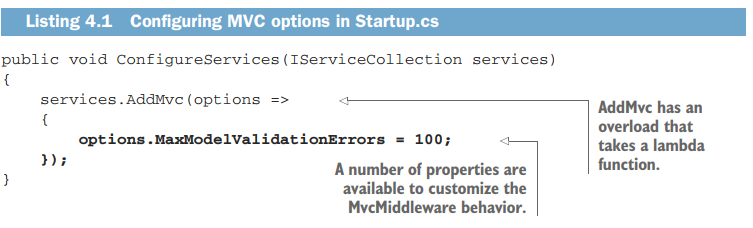 Listing 4.1 Configuring MVC options in Startup.cs
public void ConfigureServices(IServiceCollection services)
{
services.AddMvc(options =>
{
options.MaxModelValidationErrors = 100;
});
}
AddMvc has an
overload that
takes a lambda
function.
A number of properties are
available to customize the
MvcMiddleware behavior.